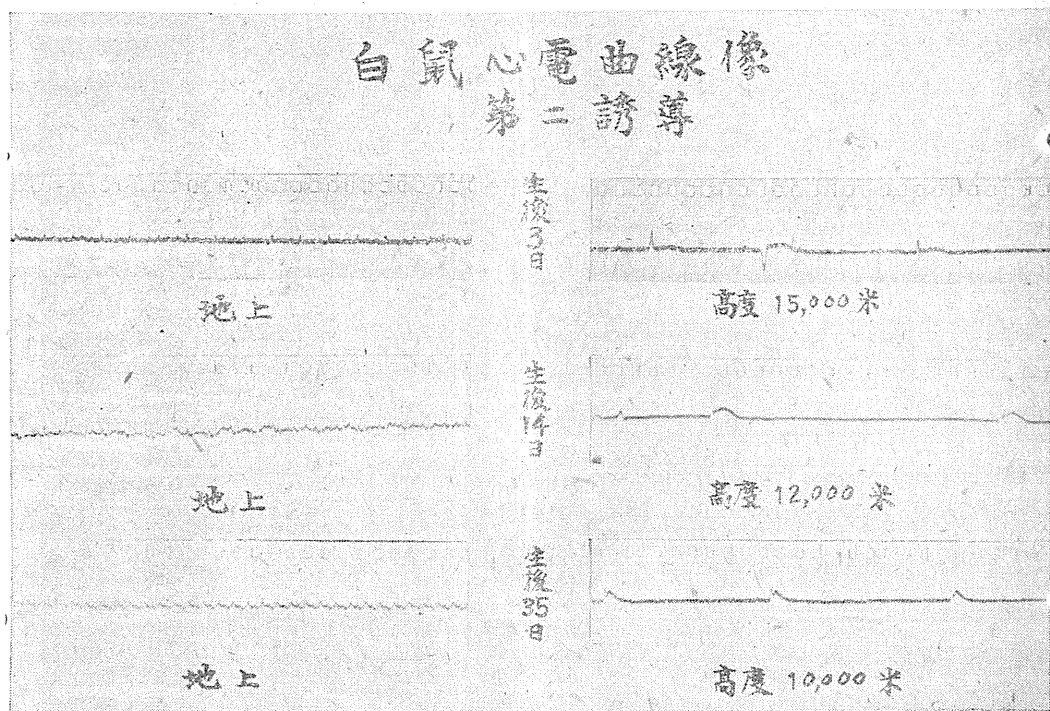 白鼠心電曲線像
第二誘導
生後3日
地上
高度 15,000 米
生後14日
地上
高度 12,000 米
生後35日
地上
高度 10,000 米